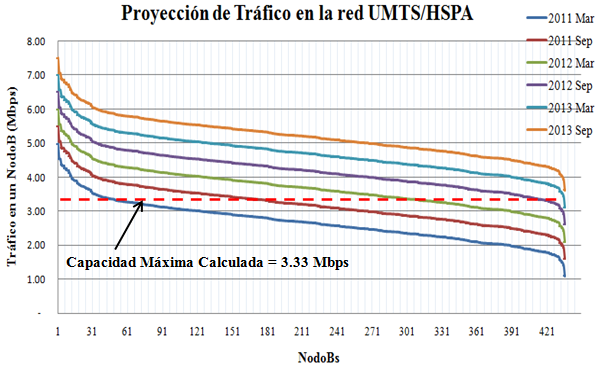 Proyección de Tráfico en la red UMTS/HSPA
2011 Mar
2011 Sep
2012 Mar
2012 Sep
2013 Mar
2013 Sep
Tráfico en un NodoB (Mbps)
8.00
7.00
6.00
5.00
4.00
3.00
2.00
1.00
-
Capacidad Máxima Calculada = 3.33 Mbps
1 31 61 91 121 151 181 211 241 271 301 331 361 391 421
NodoBs